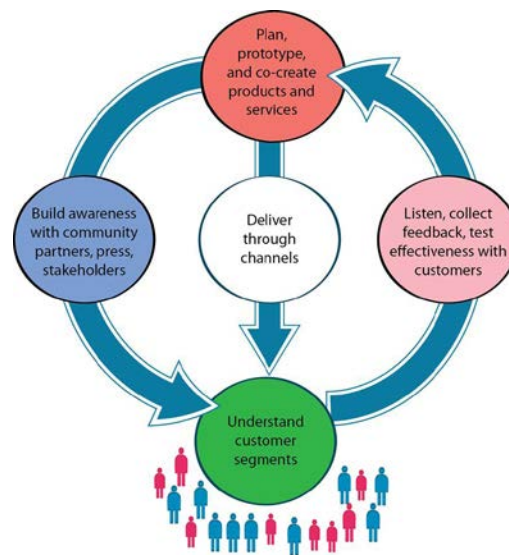 Plan,
prototype,
and co-create
products and
services
Build awareness
with community
partners, press,
stakeholders
Deliver
through
channels
Listen, collect
feedback, test
effectiveness with
customers
Understand
customer
segments